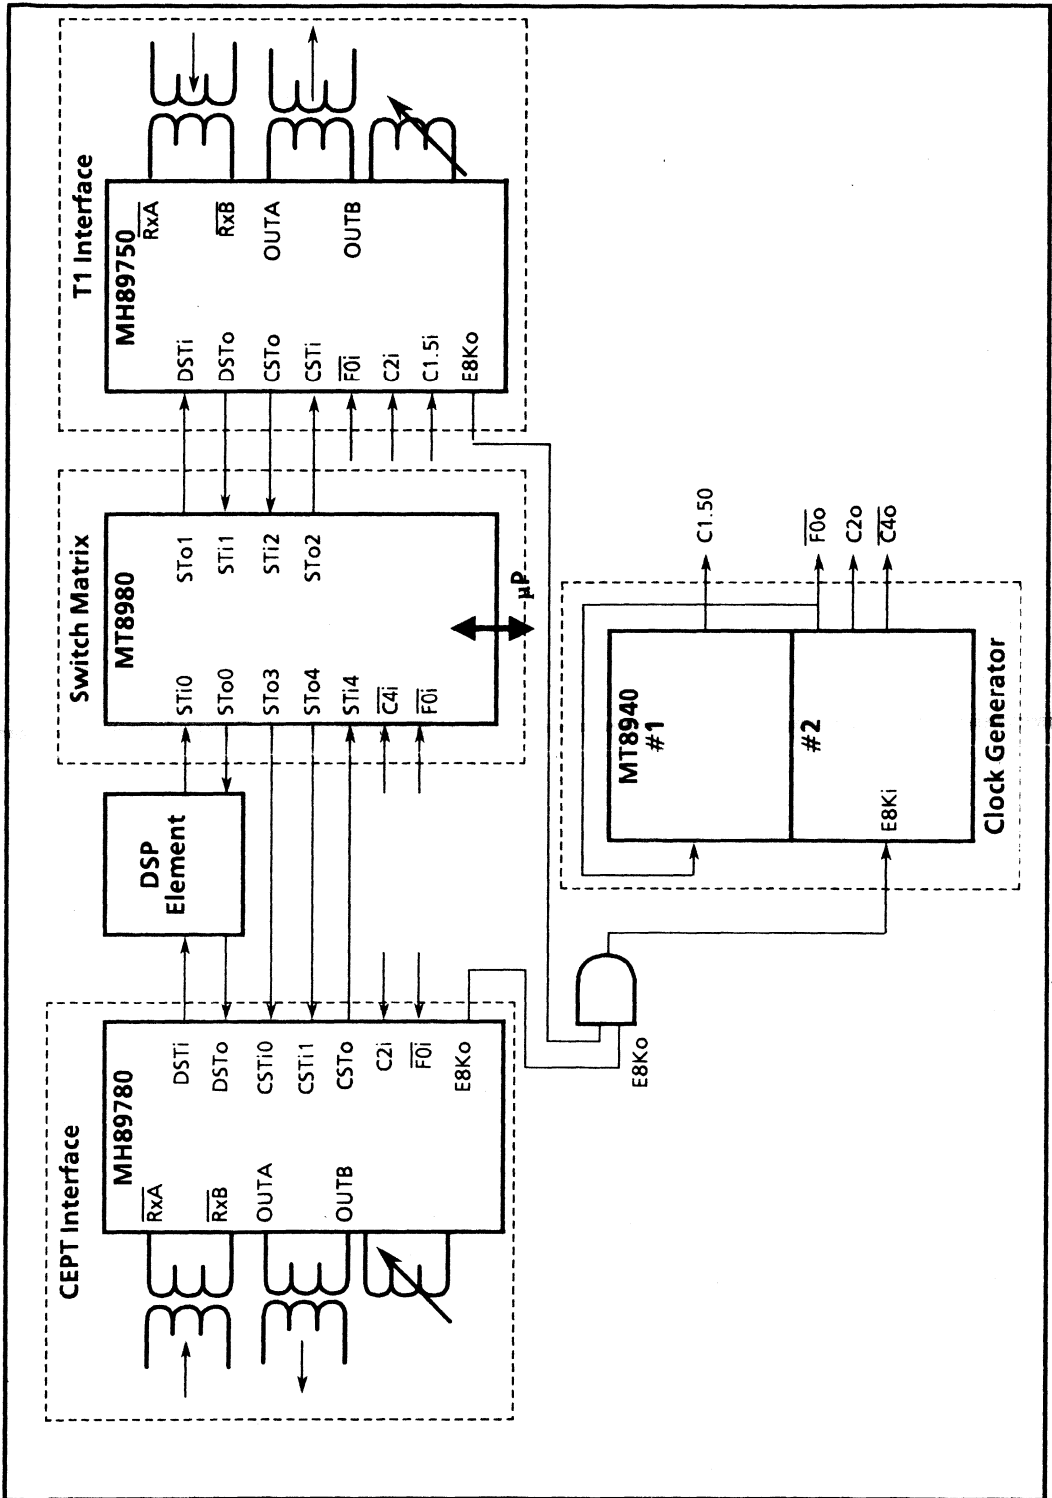 CEPT Interface
MH89780
RxA
RxB
OUTA
OUTB
DSTi
DSTo
CSTi0
CSTi1
CSTo
C2i
F0i
E8Ko
DSP
Element
Switch Matrix
MT8980
STi0
STo0
STo3
STo4
STi4
C4i
F0i
STo1
STi1
STi2
STo2
µP
T1 Interface
MH89750
DSTi
DSTo
CSTo
CSTi
F0i
C2i
C1.5i
E8Ko
RxA
RxB
OUTA
OUTB
E8Ko
MT8940
#1
#2
E8Ki
Clock Generator
C1.50
F0o
C2o
C4o